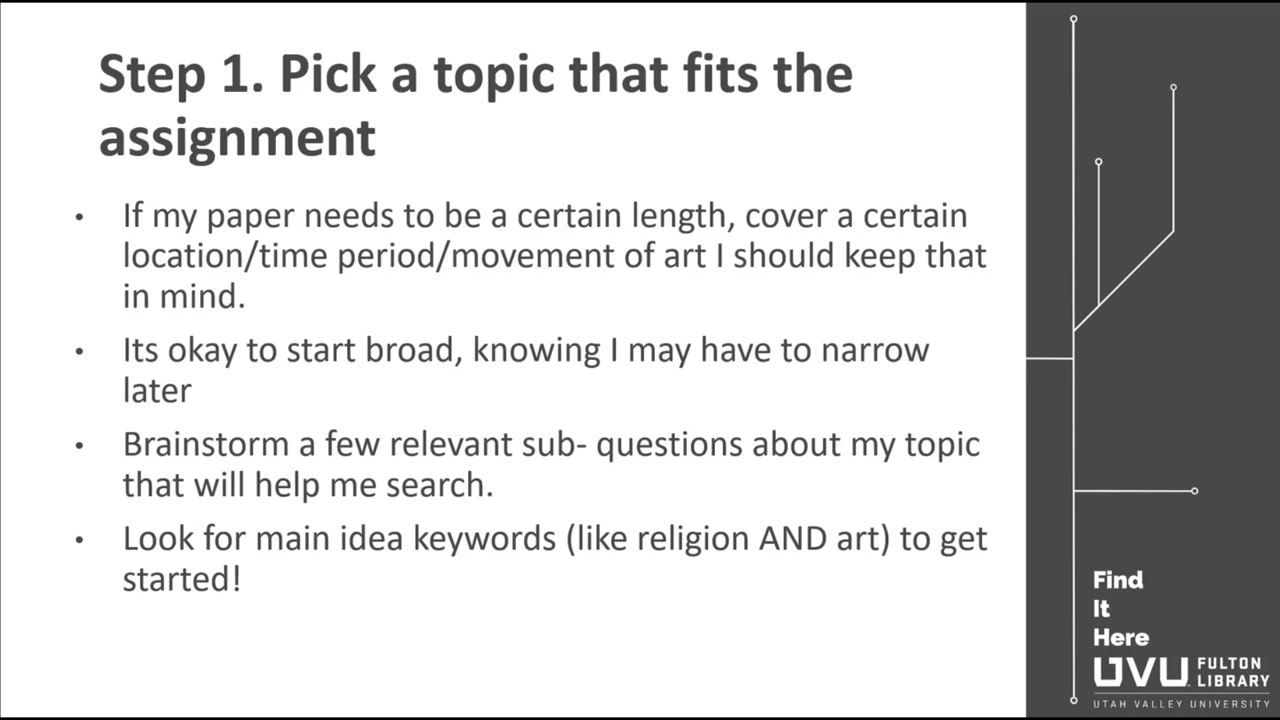 Step 1. Pick a topic that fits the
assignment
• If my paper needs to be a certain length, cover a certain
location/time period/movement of art I should keep that
in mind.
• Its okay to start broad, knowing I may have to narrow
later
• Brainstorm a few relevant sub- questions about my topic
that will help me search.
• Look for main idea keywords (like religion AND art) to get
started!
Find
It
Here
UVU FULTON
LIBRARY
UTAH VALLEY UNIVERSITY